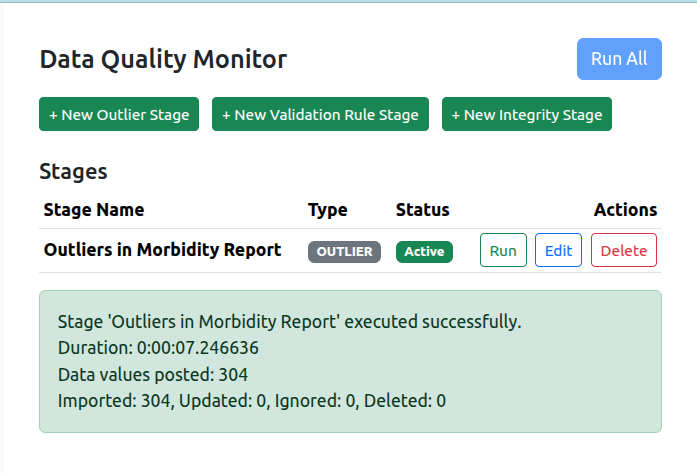 Data Quality Monitor
Run All
+ New Outlier Stage + New Validation Rule Stage + New Integrity Stage
Stages
Stage Name Type Status Actions
Outliers in Morbidity Report OUTLIER Active Run Edit Delete
Stage 'Outliers in Morbidity Report' executed successfully.
Duration: 0:00:07.246636
Data values posted: 304
Imported: 304, Updated: 0, Ignored: 0, Deleted: 0